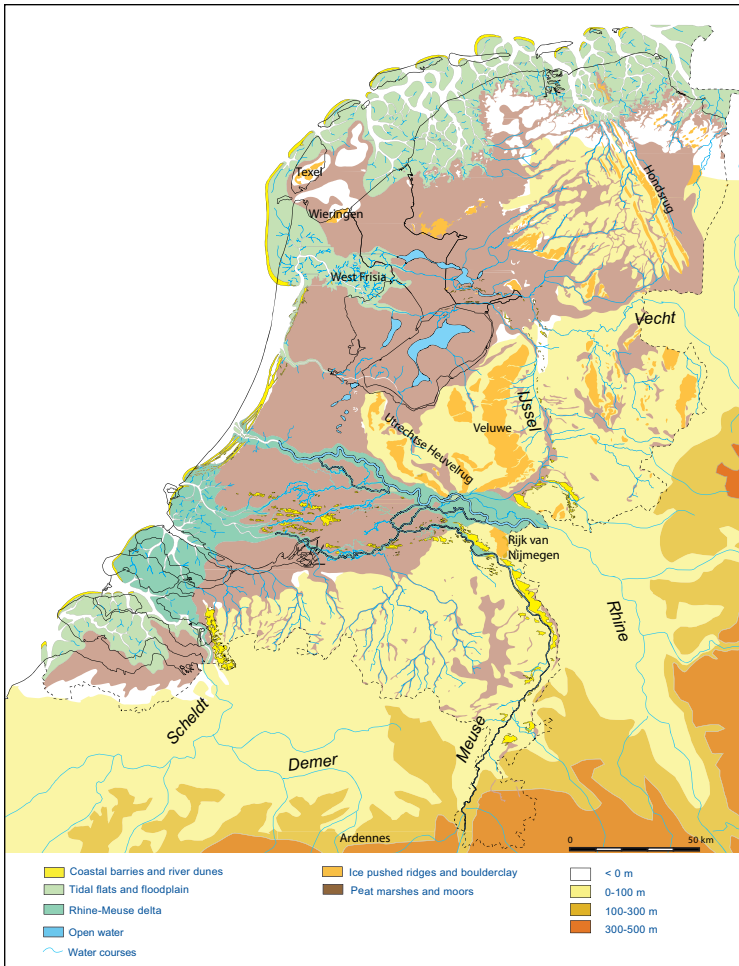 Texel
Wieringen
Hondsrug
West Frisia
Vecht
IJssel
Utrechtse Heuvelrug
Veluwe
Rijk van
Nijmegen
Rhine
Scheldt
Meuse
Demer
Ardennes
0 50 km
Coastal barries and river dunes
Tidal flats and floodplain
Rhine-Meuse delta
Open water
Water courses
Ice pushed ridges and boulderclay
Peat marshes and moors
< 0 m
0-100 m
100-300 m
300-500 m